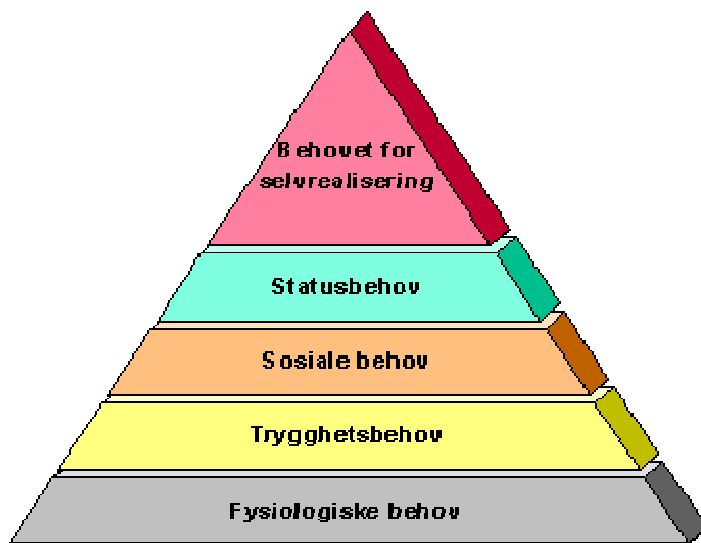 Behovet for
selvrealisering
Statusbehov
Sosiale behov
Trygghetsbehov
Fysiologiske behov